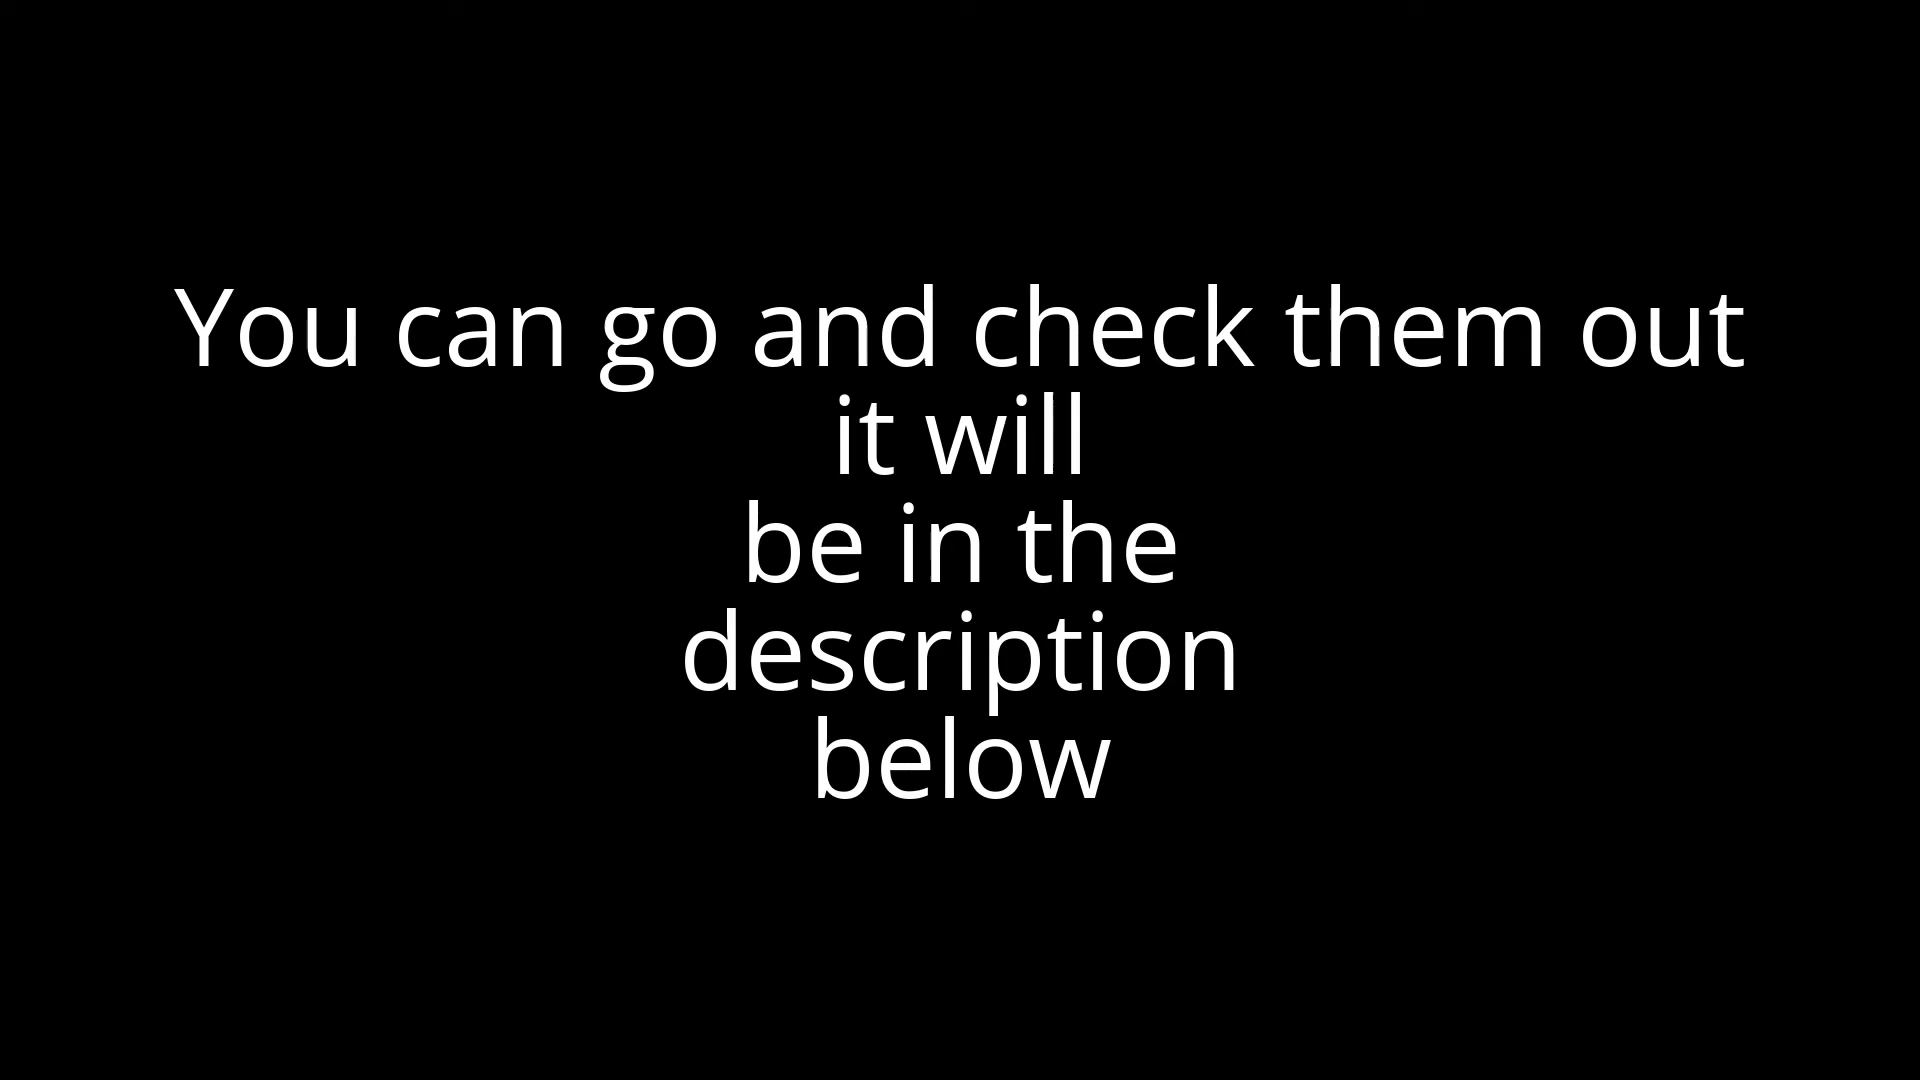 You can go and check them out
it will
be in the
description
below